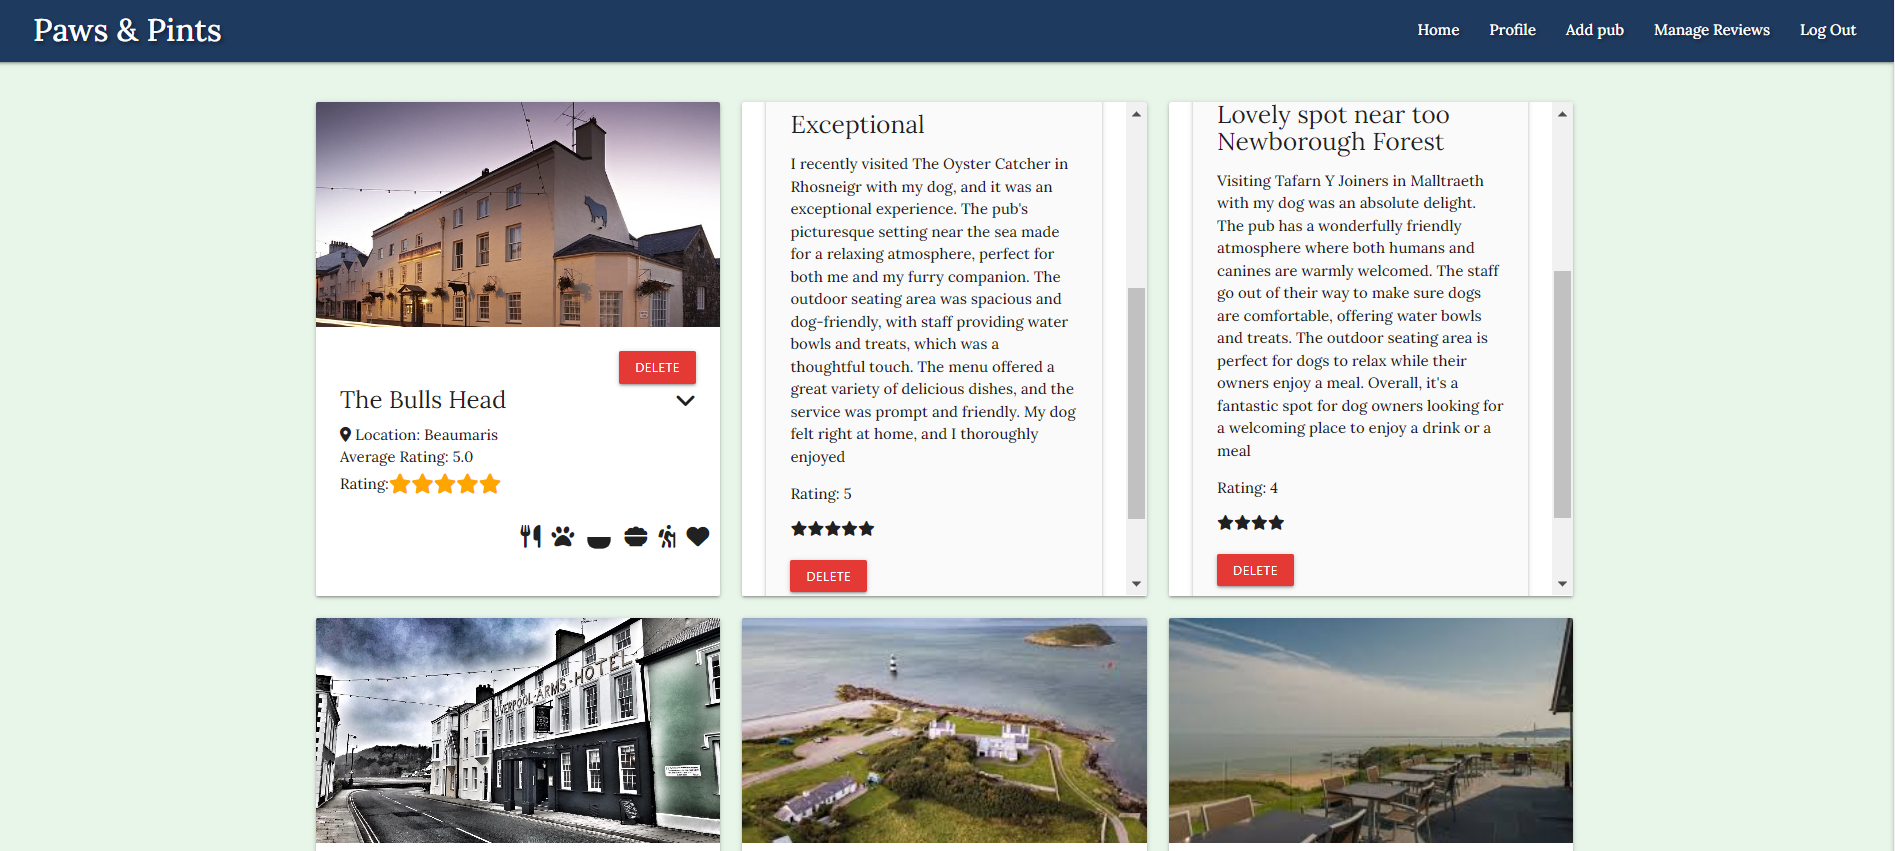 Paws & Pints
Home Profile Add pub Manage Reviews Log Out
DELETE
The Bulls Head
Location: Beaumaris
Average Rating: 5.0
Rating:
Exceptional
I recently visited The Oyster Catcher in
Rhosneigr with my dog, and it was an
exceptional experience. The pub's
picturesque setting near the sea made
for a relaxing atmosphere, perfect for
both me and my furry companion. The
outdoor seating area was spacious and
dog-friendly, with staff providing water
bowls and treats, which was a
thoughtful touch. The menu offered a
great variety of delicious dishes, and the
service was prompt and friendly. My dog
felt right at home, and I thoroughly
enjoyed
Rating: 5
DELETE
Lovely spot near too
Newborough Forest
Visiting Tafarn Y Joiners in Malltraeth
with my dog was an absolute delight.
The pub has a wonderfully friendly
atmosphere where both humans and
canines are warmly welcomed. The staff
go out of their way to make sure dogs
are comfortable, offering water bowls
and treats. The outdoor seating area is
perfect for dogs to relax while their
owners enjoy a meal. Overall, it's a
fantastic spot for dog owners looking for
a welcoming place to enjoy a drink or a
meal
Rating: 4
DELETE
LIVERPOOL·ARMS·HOTEL